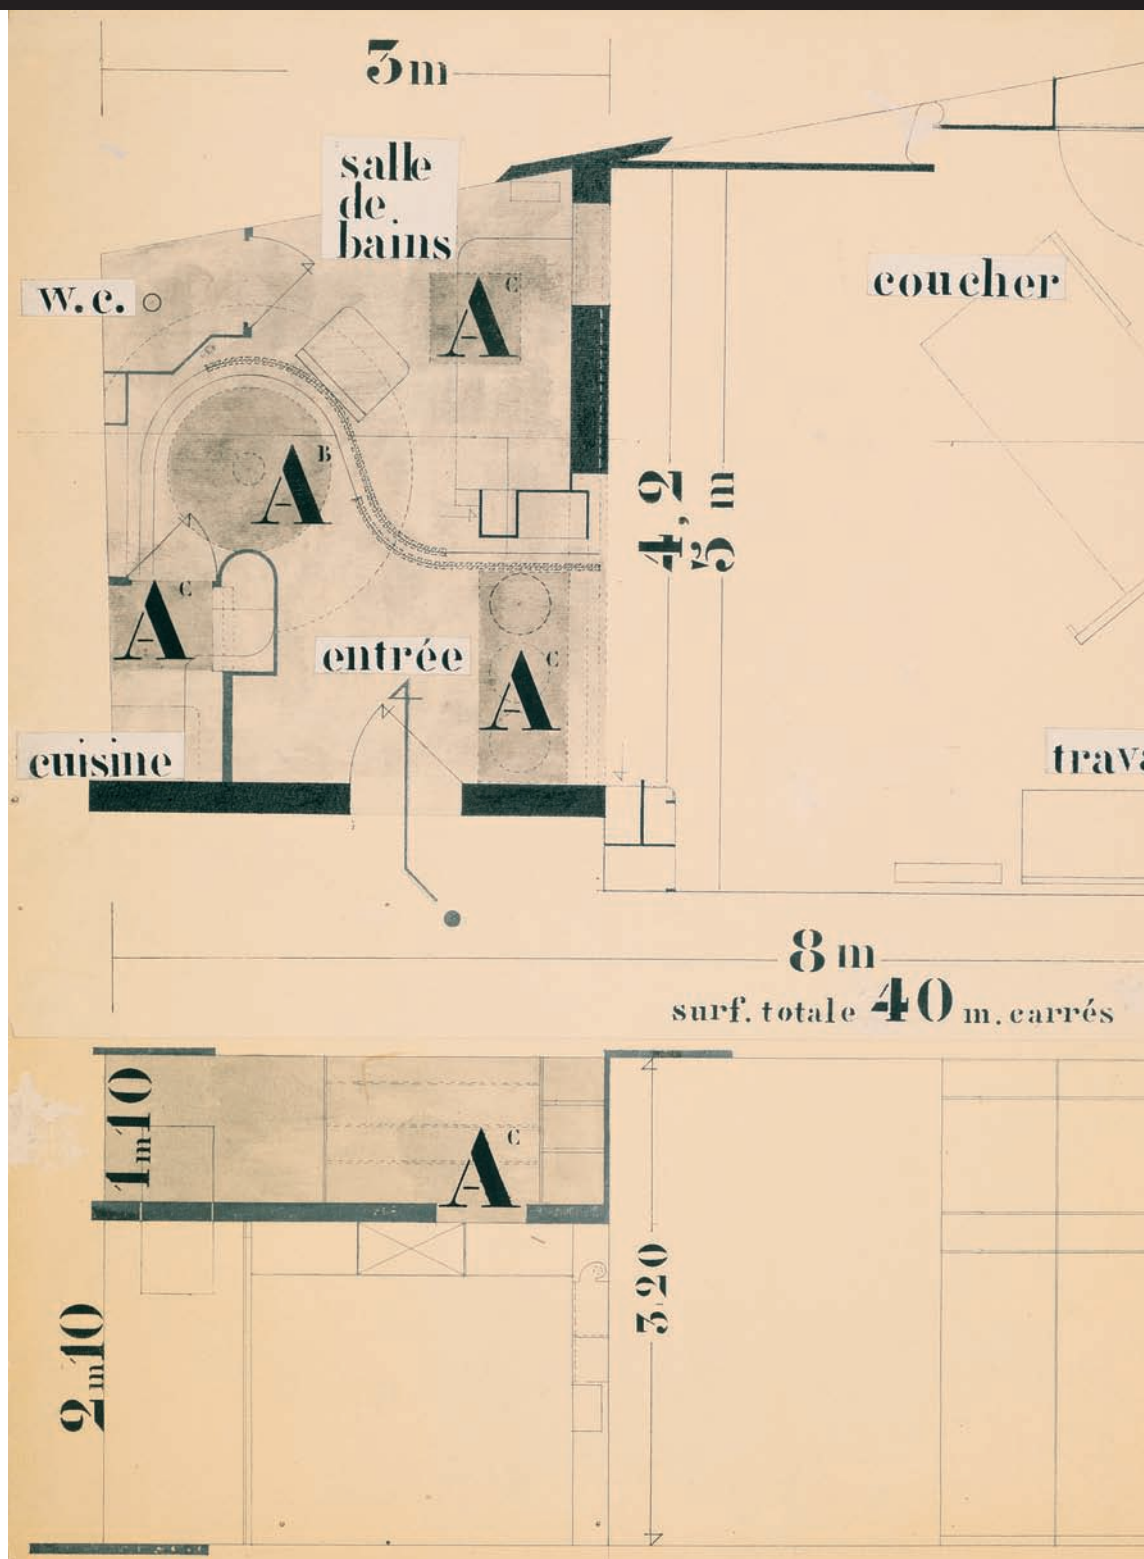 3m
salle
de
bains
w.c.
A C
coucher
A B
4,2
5 m
A C
entrée
A C
cuisine
8 m
surf. totale 40 m. carrés
1m10
A C
3 20
2m10